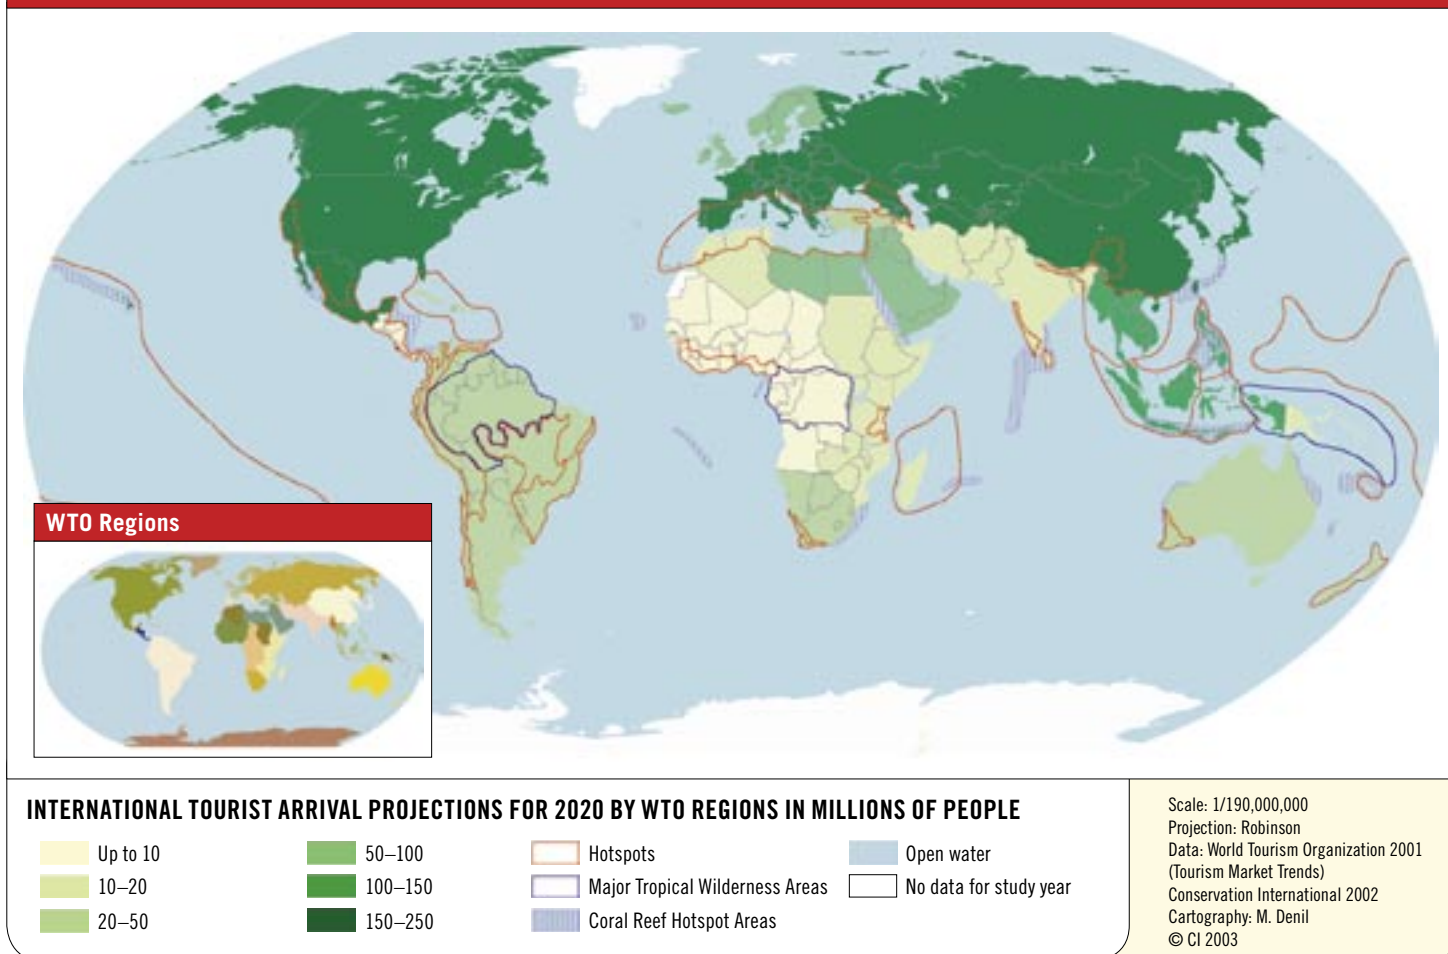 WTO Regions
INTERNATIONAL TOURIST ARRIVAL PROJECTIONS FOR 2020 BY WTO REGIONS IN MILLIONS OF PEOPLE
Up to 10
10–20
20–50
50–100
100–150
150–250
Hotspots
Major Tropical Wilderness Areas
Coral Reef Hotspot Areas
Open water
No data for study year
Scale: 1/190,000,000
Projection: Robinson
Data: World Tourism Organization 2001
(Tourism Market Trends)
Conservation International 2002
Cartography: M. Denil
© CI 2003